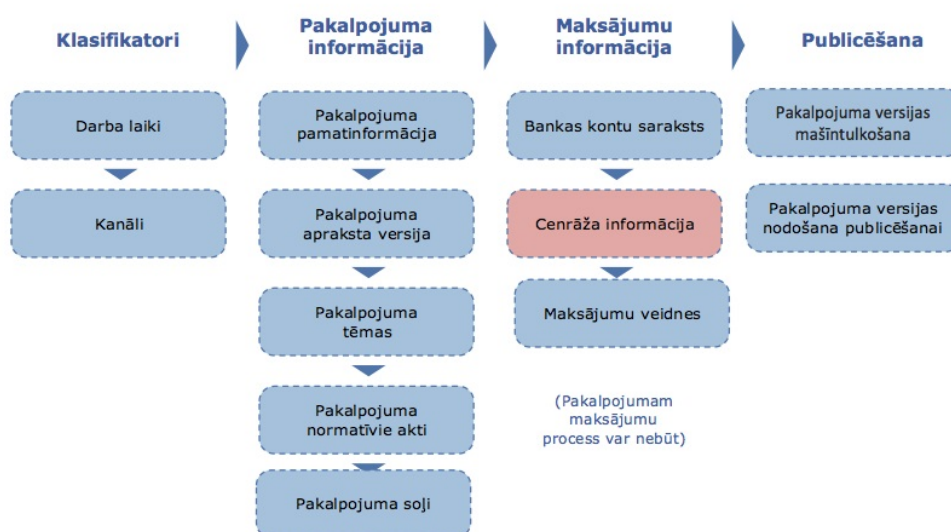 Klasifikatori
Pakalpojuma
informācija
Maksājumu
informācija
Publicēšana
Darba laiki
Kanāli
Pakalpojuma
pamatinformācija
Pakalpojuma
apraksta versija
Pakalpojuma
tēmas
Pakalpojuma
normatīvie akti
Pakalpojuma soļi
Bankas kontu saraksts
Cenrāža informācija
Maksājumu veidnes
(Pakalpojumam
maksājumu
process var nebūt)
Pakalpojuma versijas
mašīntulkošana
Pakalpojuma versijas
nodošana publicēšanai